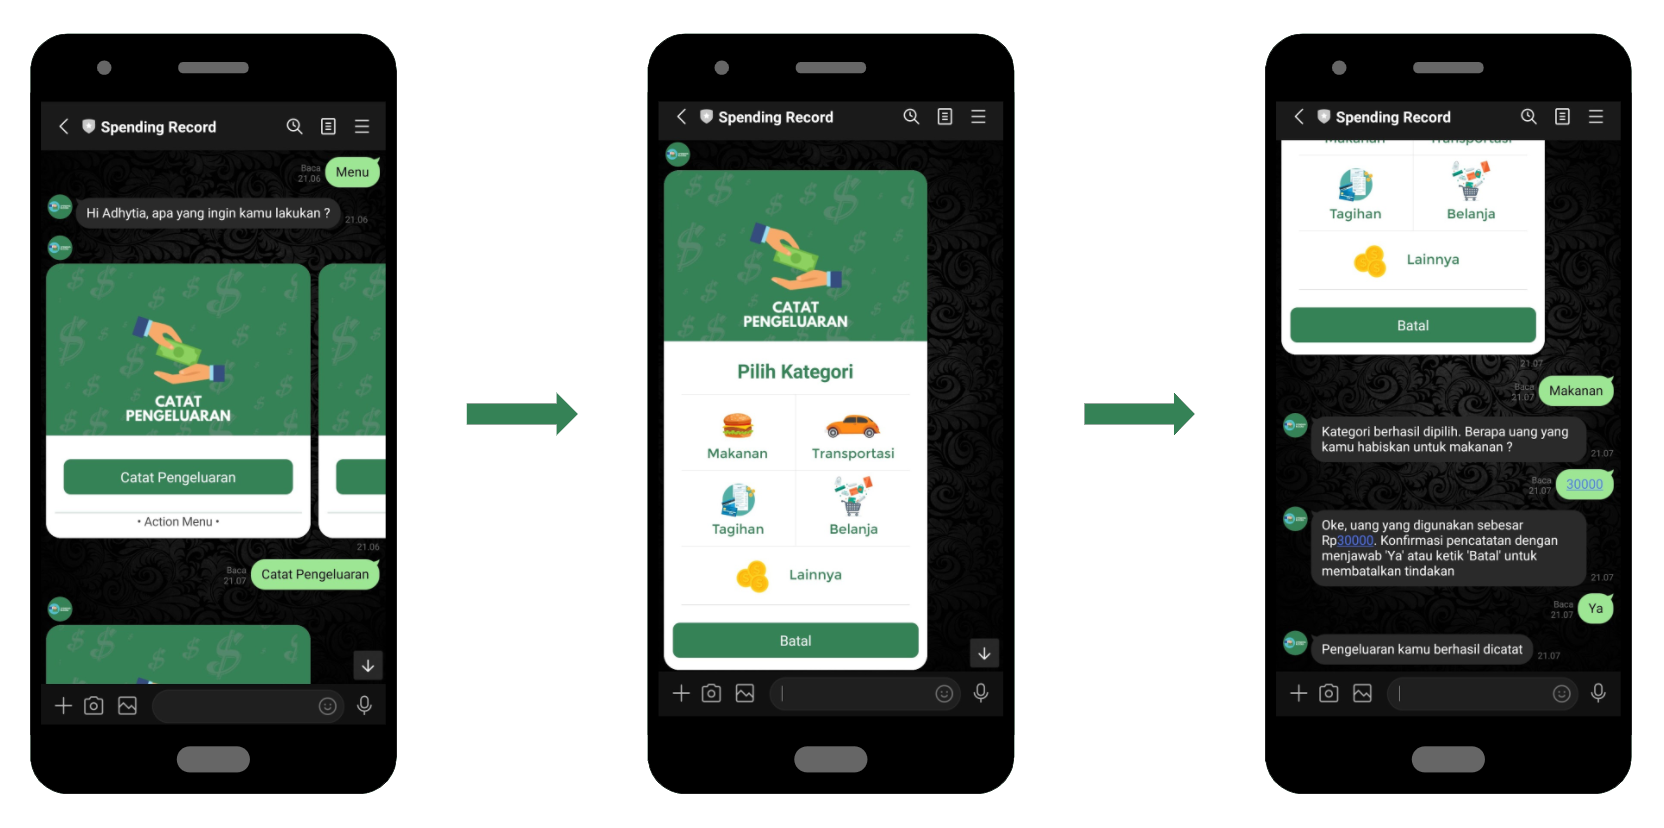 Spending Record
Baca
21.06
Menu
Hi Adhytia, apa yang ingin kamu lakukan ?
21.06
CATAT
PENGELUARAN
Catat Pengeluaran
• Action Menu •
21.06
Baca
21.07
Catat Pengeluaran
Spending Record
CATAT
PENGELUARAN
Pilih Kategori
Makanan
Transportasi
Tagihan
Belanja
Lainnya
Batal
Spending Record
Makanan
Transportasi
Tagihan
Belanja
Lainnya
Batal
21.07
Baca
21.07
Makanan
Kategori berhasil dipilih. Berapa uang yang
kamu habiskan untuk makanan ?
21.07
Baca
21.07
30000
Oke, uang yang digunakan sebesar
Rp30000. Konfirmasi pencatatan dengan
menjawab 'Ya' atau ketik 'Batal' untuk
membatalkan tindakan
21.07
Baca
21.07
Ya
Pengeluaran kamu berhasil dicatat
21.07